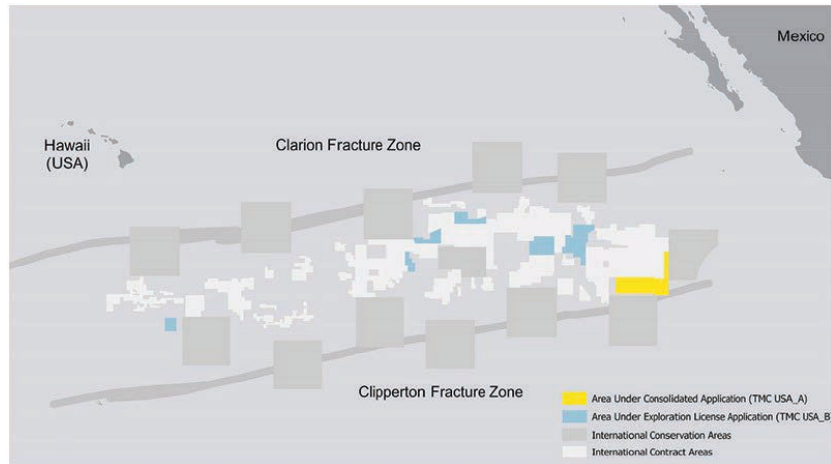 Mexico
Hawaii
(USA)
Clarion Fracture Zone
Clipperton Fracture Zone
Area Under Consolidated Application (TMC USA_A)
Area Under Exploration License Application (TMC USA_B)
International Conservation Areas
International Contract Areas